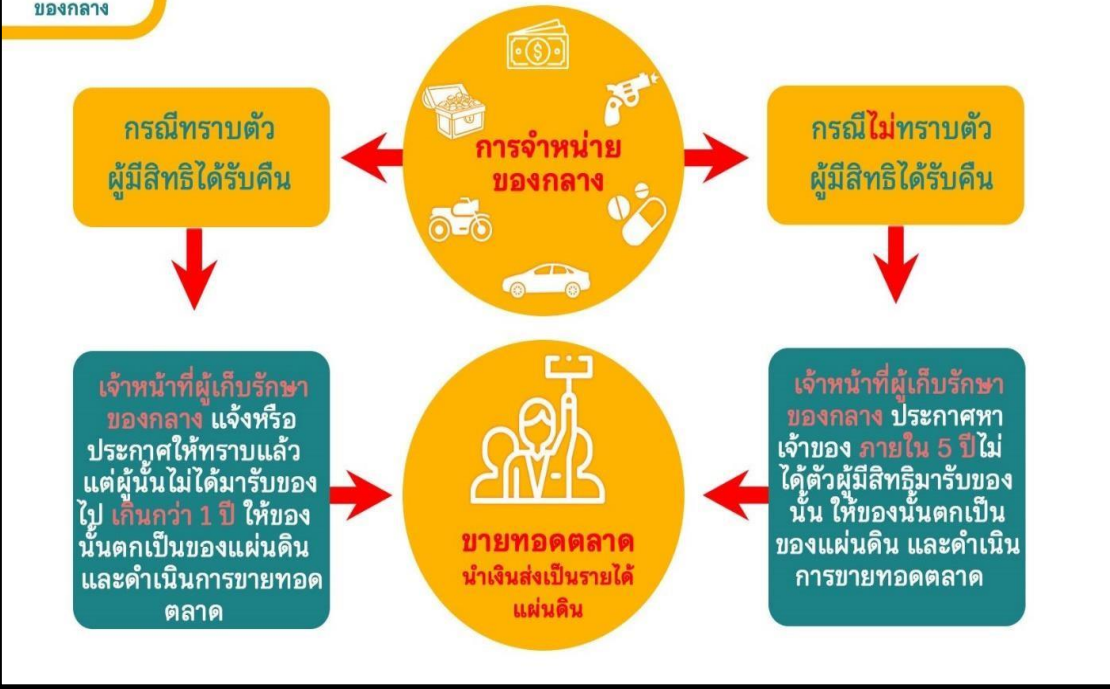 ของกลาง
การจำหน่าย
ของกลาง
กรณีทราบตัว
ผู้มีสิทธิได้รับคืน
กรณีไม่ทราบตัว
ผู้มีสิทธิได้รับคืน
เจ้าหน้าที่ผู้เก็บรักษา
ของกลาง แจ้งหรือ
ประกาศให้ทราบแล้ว
แต่ผู้นั้นไม่ได้มารับของ
ไป เกินกว่า 1 ปี ให้ของ
นั้นตกเป็นของแผ่นดิน
และดำเนินการขายทอด
ตลาด
ขายทอดตลาด
นำเงินส่งเป็นรายได้
แผ่นดิน
เจ้าหน้าที่ผู้เก็บรักษา
ของกลาง ประกาศหา
เจ้าของ ภายใน 5 ปีไม่
ได้ตัวผู้มีสิทธิมารับของ
นั้น ให้ของนั้นตกเป็น
ของแผ่นดิน และดำเนิน
การขายทอดตลาด